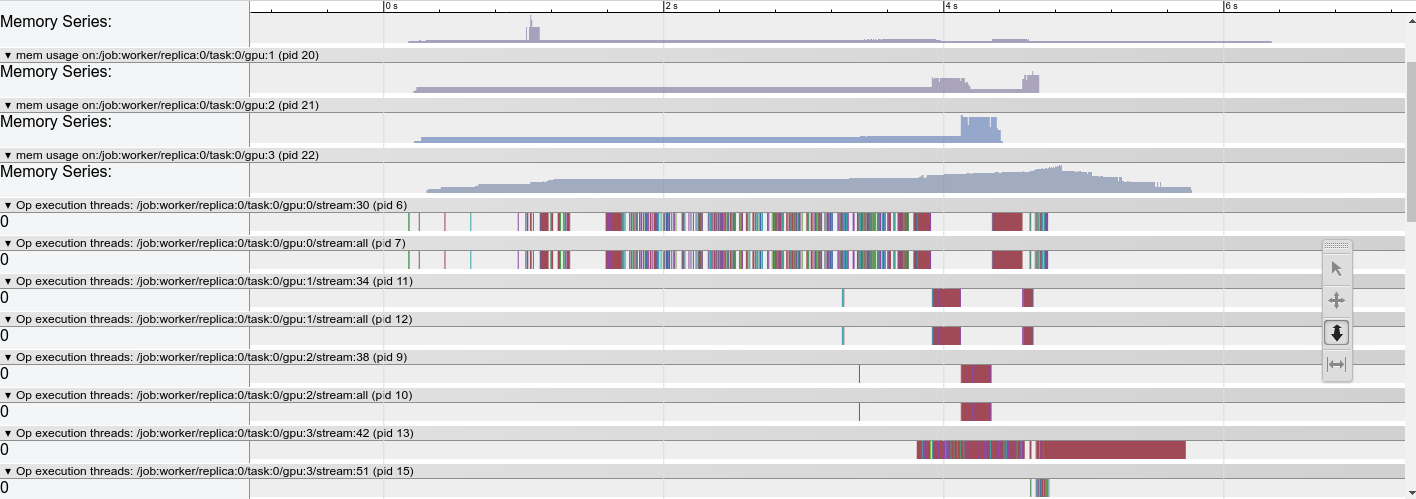 0 s 2 s 4 s 6 s
Memory Series:
▼ mem usage on:/job:worker/replica:0/task:0/gpu:1 (pid 20)
Memory Series:
▼ mem usage on:/job:worker/replica:0/task:0/gpu:2 (pid 21)
Memory Series:
▼ mem usage on:/job:worker/replica:0/task:0/gpu:3 (pid 22)
Memory Series:
▼ Op execution threads: /job:worker/replica:0/task:0/gpu:0/stream:30 (pid 6)
0
▼ Op execution threads: /job:worker/replica:0/task:0/gpu:0/stream:all (pid 7)
0
▼ Op execution threads: /job:worker/replica:0/task:0/gpu:1/stream:34 (pid 11)
0
▼ Op execution threads: /job:worker/replica:0/task:0/gpu:1/stream:all (pid 12)
0
▼ Op execution threads: /job:worker/replica:0/task:0/gpu:2/stream:38 (pid 9)
0
▼ Op execution threads: /job:worker/replica:0/task:0/gpu:2/stream:all (pid 10)
0
▼ Op execution threads: /job:worker/replica:0/task:0/gpu:3/stream:42 (pid 13)
0
▼ Op execution threads: /job:worker/replica:0/task:0/gpu:3/stream:51 (pid 15)
0